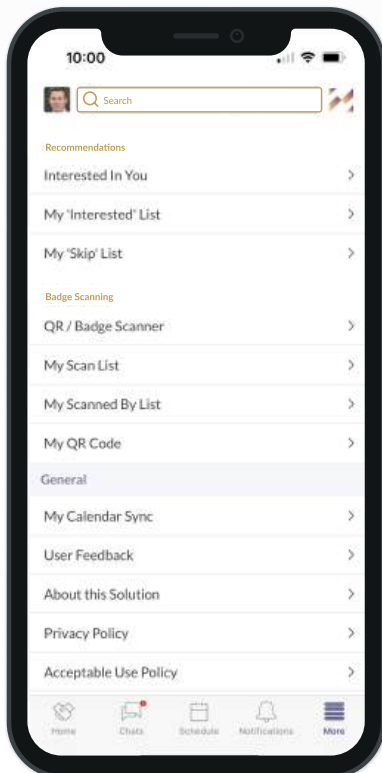 10:00
Search
Recommendations
Interested In You
My 'Interested' List
My 'Skip' List
Badge Scanning
QR / Badge Scanner
My Scan List
My Scanned By List
My QR Code
General
My Calendar Sync
User Feedback
About this Solution
Privacy Policy
Acceptable Use Policy
Home Chats Schedule Notifications More